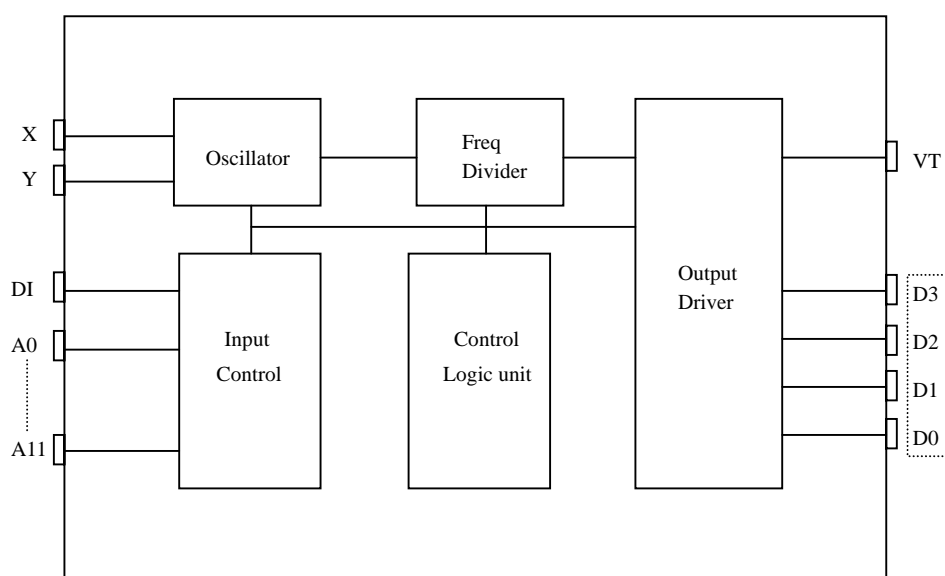 X
Y
DI
A0
A11
Oscillator
Freq
Divider
Input
Control
Control
Logic unit
Output
Driver
VT
D3
D2
D1
D0